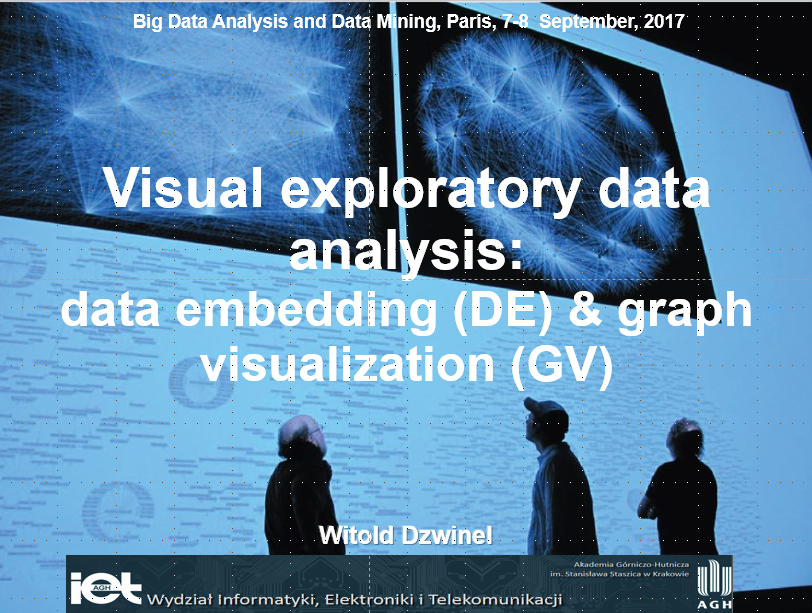 Big Data Analysis and Data Mining, Paris, 7-8 September, 2017
Visual exploratory data
analysis:
data embedding (DE) & graph
visualization (GV)
Witold Dzwinel
Akademia Górniczo-Hutnicza
im. Stanisława Staszica w Krakowie
iet
AGH
Wydział Informatyki, Elektroniki i Telekomunikacji
AGH